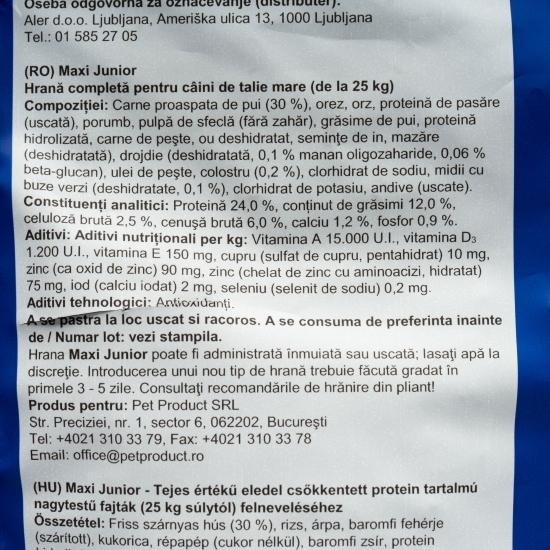 Oseba odgovorna za označevanje (distributer):
Aler d.o.o. Ljubljana, Ameriška ulica 13, 1000 Ljubljana
Tel.: 01 585 27 05
(RO) Maxi Junior
Hrană completă pentru câini de talie mare (de la 25 kg)
Compoziţiei: Carne proaspata de pui (30 %), orez, orz, proteină de pasăre
(uscată), porumb, pulpă de sfeclă (fără zahăr), grăsime de pui, proteină
hidrolizată, carne de peşte, ou deshidratat, seminţe de in, mazăre
(deshidratată), drojdie (deshidratată, 0,1 % manan oligozaharide, 0,06 %
beta-glucan), ulei de peşte, colostru (0,2 %), clorhidrat de sodiu, midii cu
buze verzi (deshidratate, 0,1 %), clorhidrat de potasiu, andive (uscate).
Constituenţi analitici: Proteină 24,0 %, conţinut de grăsimi 12,0 %,
celuloză brută 2,5 %, cenuşă brută 6,0 %, calciu 1,2 %, fosfor 0,9 %.
Aditivi: Aditivi nutriţionali per kg: Vitamina A 15.000 U.I., vitamina D₃
1.200 U.I., vitamina E 150 mg, cupru (sulfat de cupru, pentahidrat) 10 mg,
zinc (ca oxid de zinc) 90 mg, zinc (chelat de zinc cu aminoacizi, hidratat)
75 mg, iod (calciu iodat) 2 mg, seleniu (selenit de sodiu) 0,2 mg.
Aditivi tehnologici: Antioxidanţi.
A se pastra la loc uscat si racoros. A se consuma de preferinta inainte
de / Numar lot: vezi stampila.
Hrana Maxi Junior poate fi administrată înmuiată sau uscată; lasaţi apă la
discreţie. Introducerea unui nou tip de hrană trebuie făcută gradat în
primele 3 - 5 zile. Consultaţi recomandările de hrănire din pliant!
Produs pentru: Pet Product SRL
Str. Preciziei, nr. 1, sector 6, 062202, Bucureşti
Tel: +4021 310 33 79, Fax: +4021 310 33 78
Email: office@petproduct.ro
(HU) Maxi Junior - Tejes értékű eledel csőkkentett protein tartalmú
nagytestű fajták (25 kg súlytól) felneveléséhez
Összetétel: Friss szárnyas hús (30 %), rizs, árpa, baromfi fehérje
(szárított), kukorica, répapép (cukor nélkül), baromfi zsír, protein